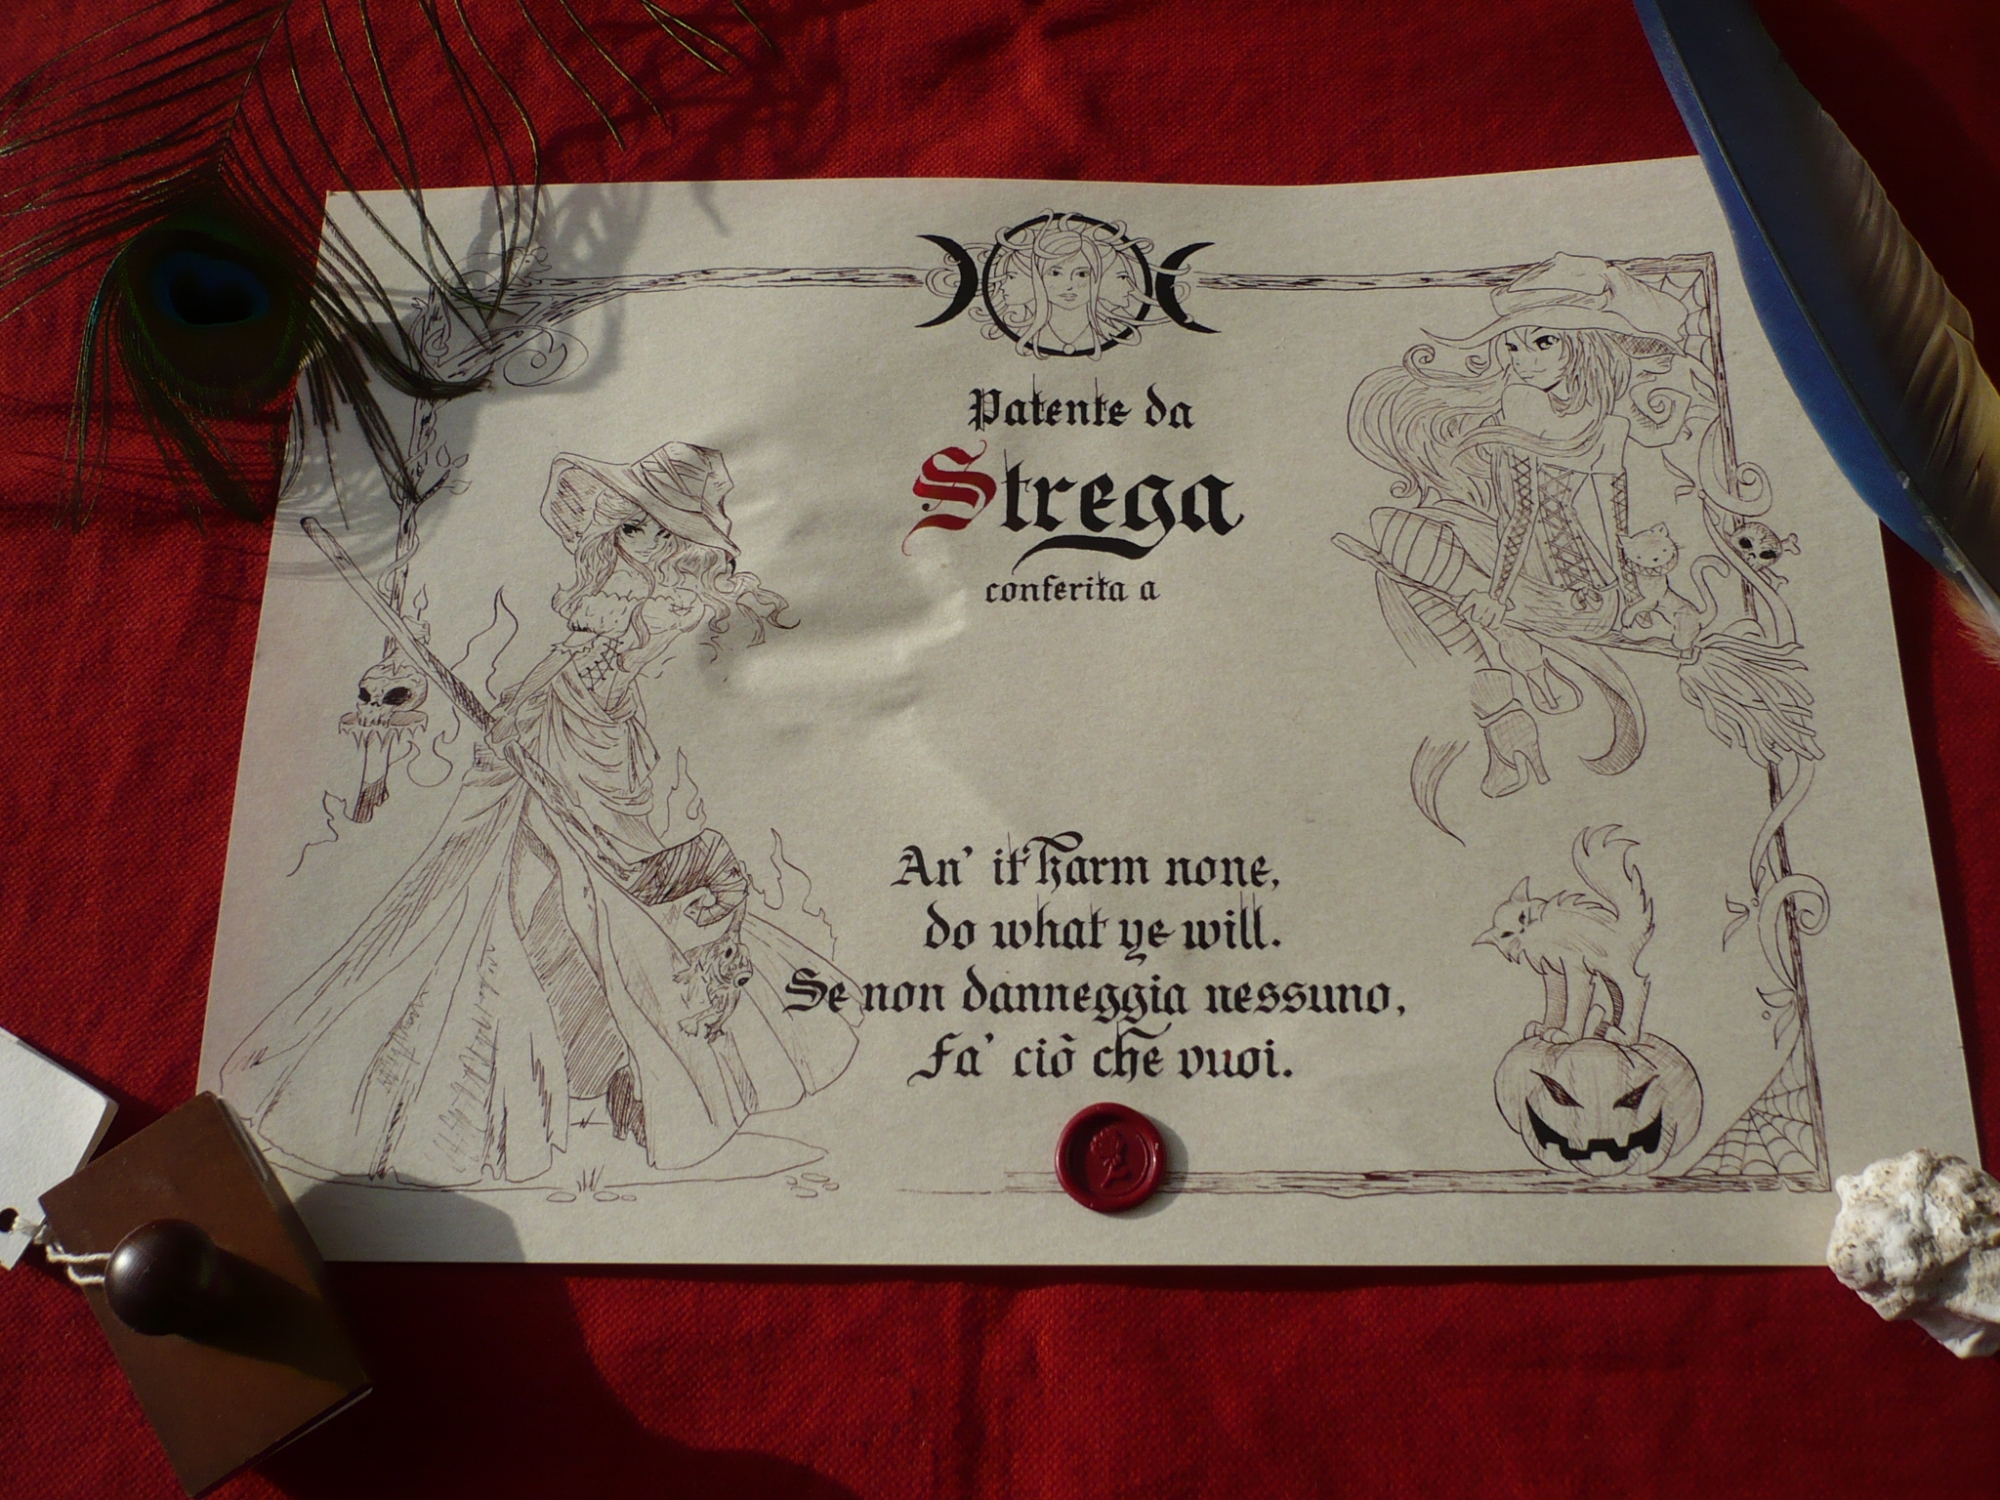 Patente da
Strega
conferita a
An' it harm none,
do what ye will.
Se non danneggia nessuno,
Fa' ciò che vuoi.